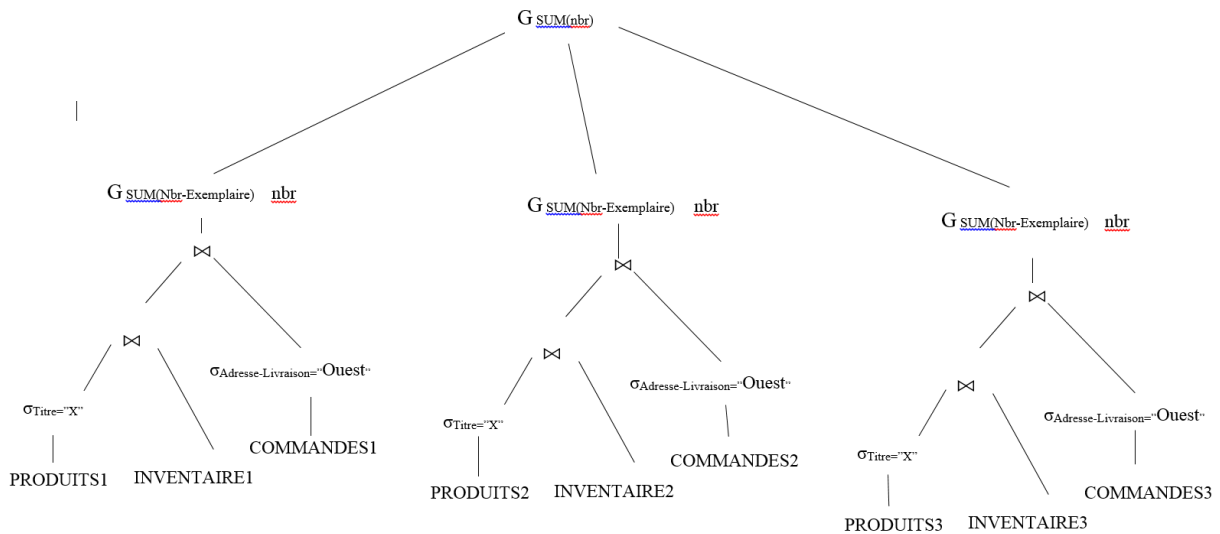 G SUM(nbr)
G SUM(Nbr-Exemplaire) nbr
G SUM(Nbr-Exemplaire) nbr
G SUM(Nbr-Exemplaire) nbr
⋈
⋈
⋈
⋈
⋈
⋈
σAdresse-Livraison="Ouest"
σAdresse-Livraison="Ouest"
σAdresse-Livraison="Ouest"
σTitre="X"
σTitre="X"
σTitre="X"
COMMANDES1
COMMANDES2
COMMANDES3
PRODUITS1 INVENTAIRE1
PRODUITS2 INVENTAIRE2
PRODUITS3 INVENTAIRE3